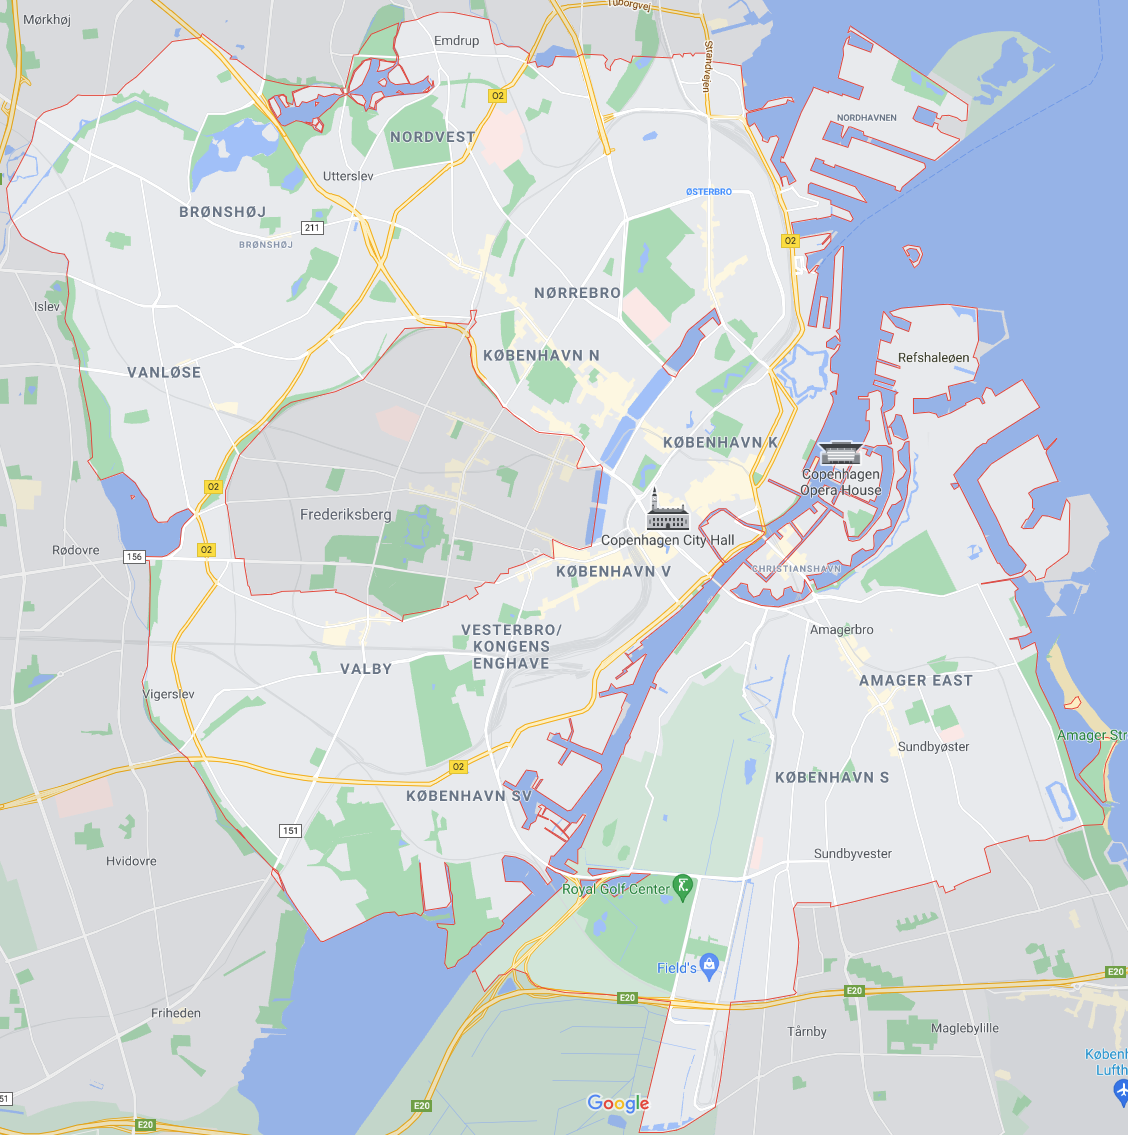 Tuborgvej
Mørkhøj
Emdrup
Strandvejen
O2
NORDHAVNEN
NORDVEST
Utterslev
ØSTERBRO
BRØNSHØJ
211
BRØNSHØJ
O2
NØRREBRO
Islev
KØBENHAVN N
Refshaleøen
VANLØSE
KØBENHAVN K
Copenhagen
Opera House
O2
Frederiksberg
Copenhagen City Hall
Rødovre
156
O2
KØBENHAVN V
CHRISTIANSHAVN
VESTERBRO/
KONGENS
ENGHAVE
Amagerbro
VALBY
AMAGER EAST
Vigerslev
Amager Str
Sundbyøster
O2
KØBENHAVN S
KØBENHAVN SV
151
Hvidovre
Sundbyvester
Royal Golf Center
Field's
E20
E20
E20
Friheden
Tårnby
Maglebylille
Københ
Lufth
51
Google
E20
E20